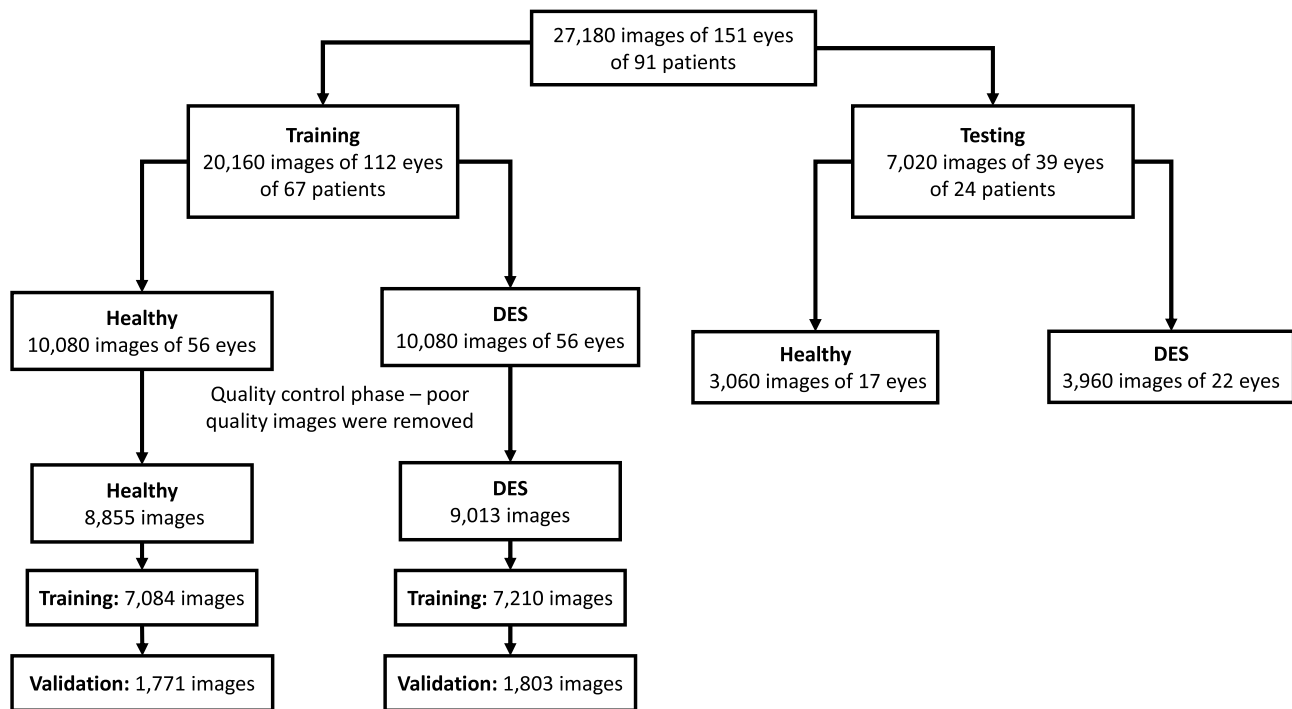 27,180 images of 151 eyes
of 91 patients
Training
20,160 images of 112 eyes
of 67 patients
Testing
7,020 images of 39 eyes
of 24 patients
Healthy
10,080 images of 56 eyes
DES
10,080 images of 56 eyes
Healthy
3,060 images of 17 eyes
DES
3,960 images of 22 eyes
Quality control phase – poor
quality images were removed
Healthy
8,855 images
DES
9,013 images
Training: 7,084 images
Training: 7,210 images
Validation: 1,771 images
Validation: 1,803 images